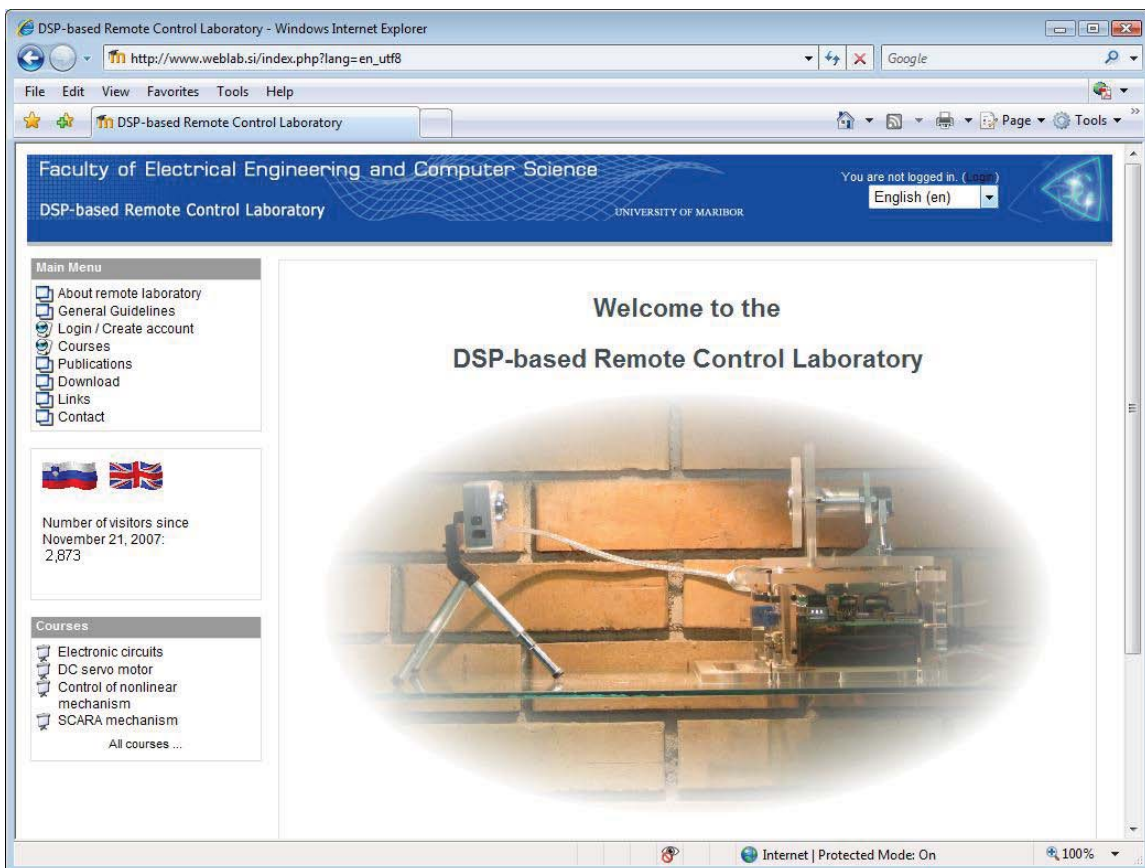 DSP-based Remote Control Laboratory - Windows Internet Explorer
http://www.weblab.si/index.php?lang=en_utf8
Google
File Edit View Favorites Tools Help
DSP-based Remote Control Laboratory
Page Tools
Faculty of Electrical Engineering and Computer Science
You are not logged in. (Login)
DSP-based Remote Control Laboratory
UNIVERSITY OF MARIBOR
English (en)
Main Menu
About remote laboratory
General Guidelines
Login / Create account
Courses
Publications
Download
Links
Contact
Number of visitors since
November 21, 2007:
2,873
Courses
Electronic circuits
DC servo motor
Control of nonlinear
mechanism
SCARA mechanism
All courses ...
Welcome to the
DSP-based Remote Control Laboratory
Internet | Protected Mode: On
100%